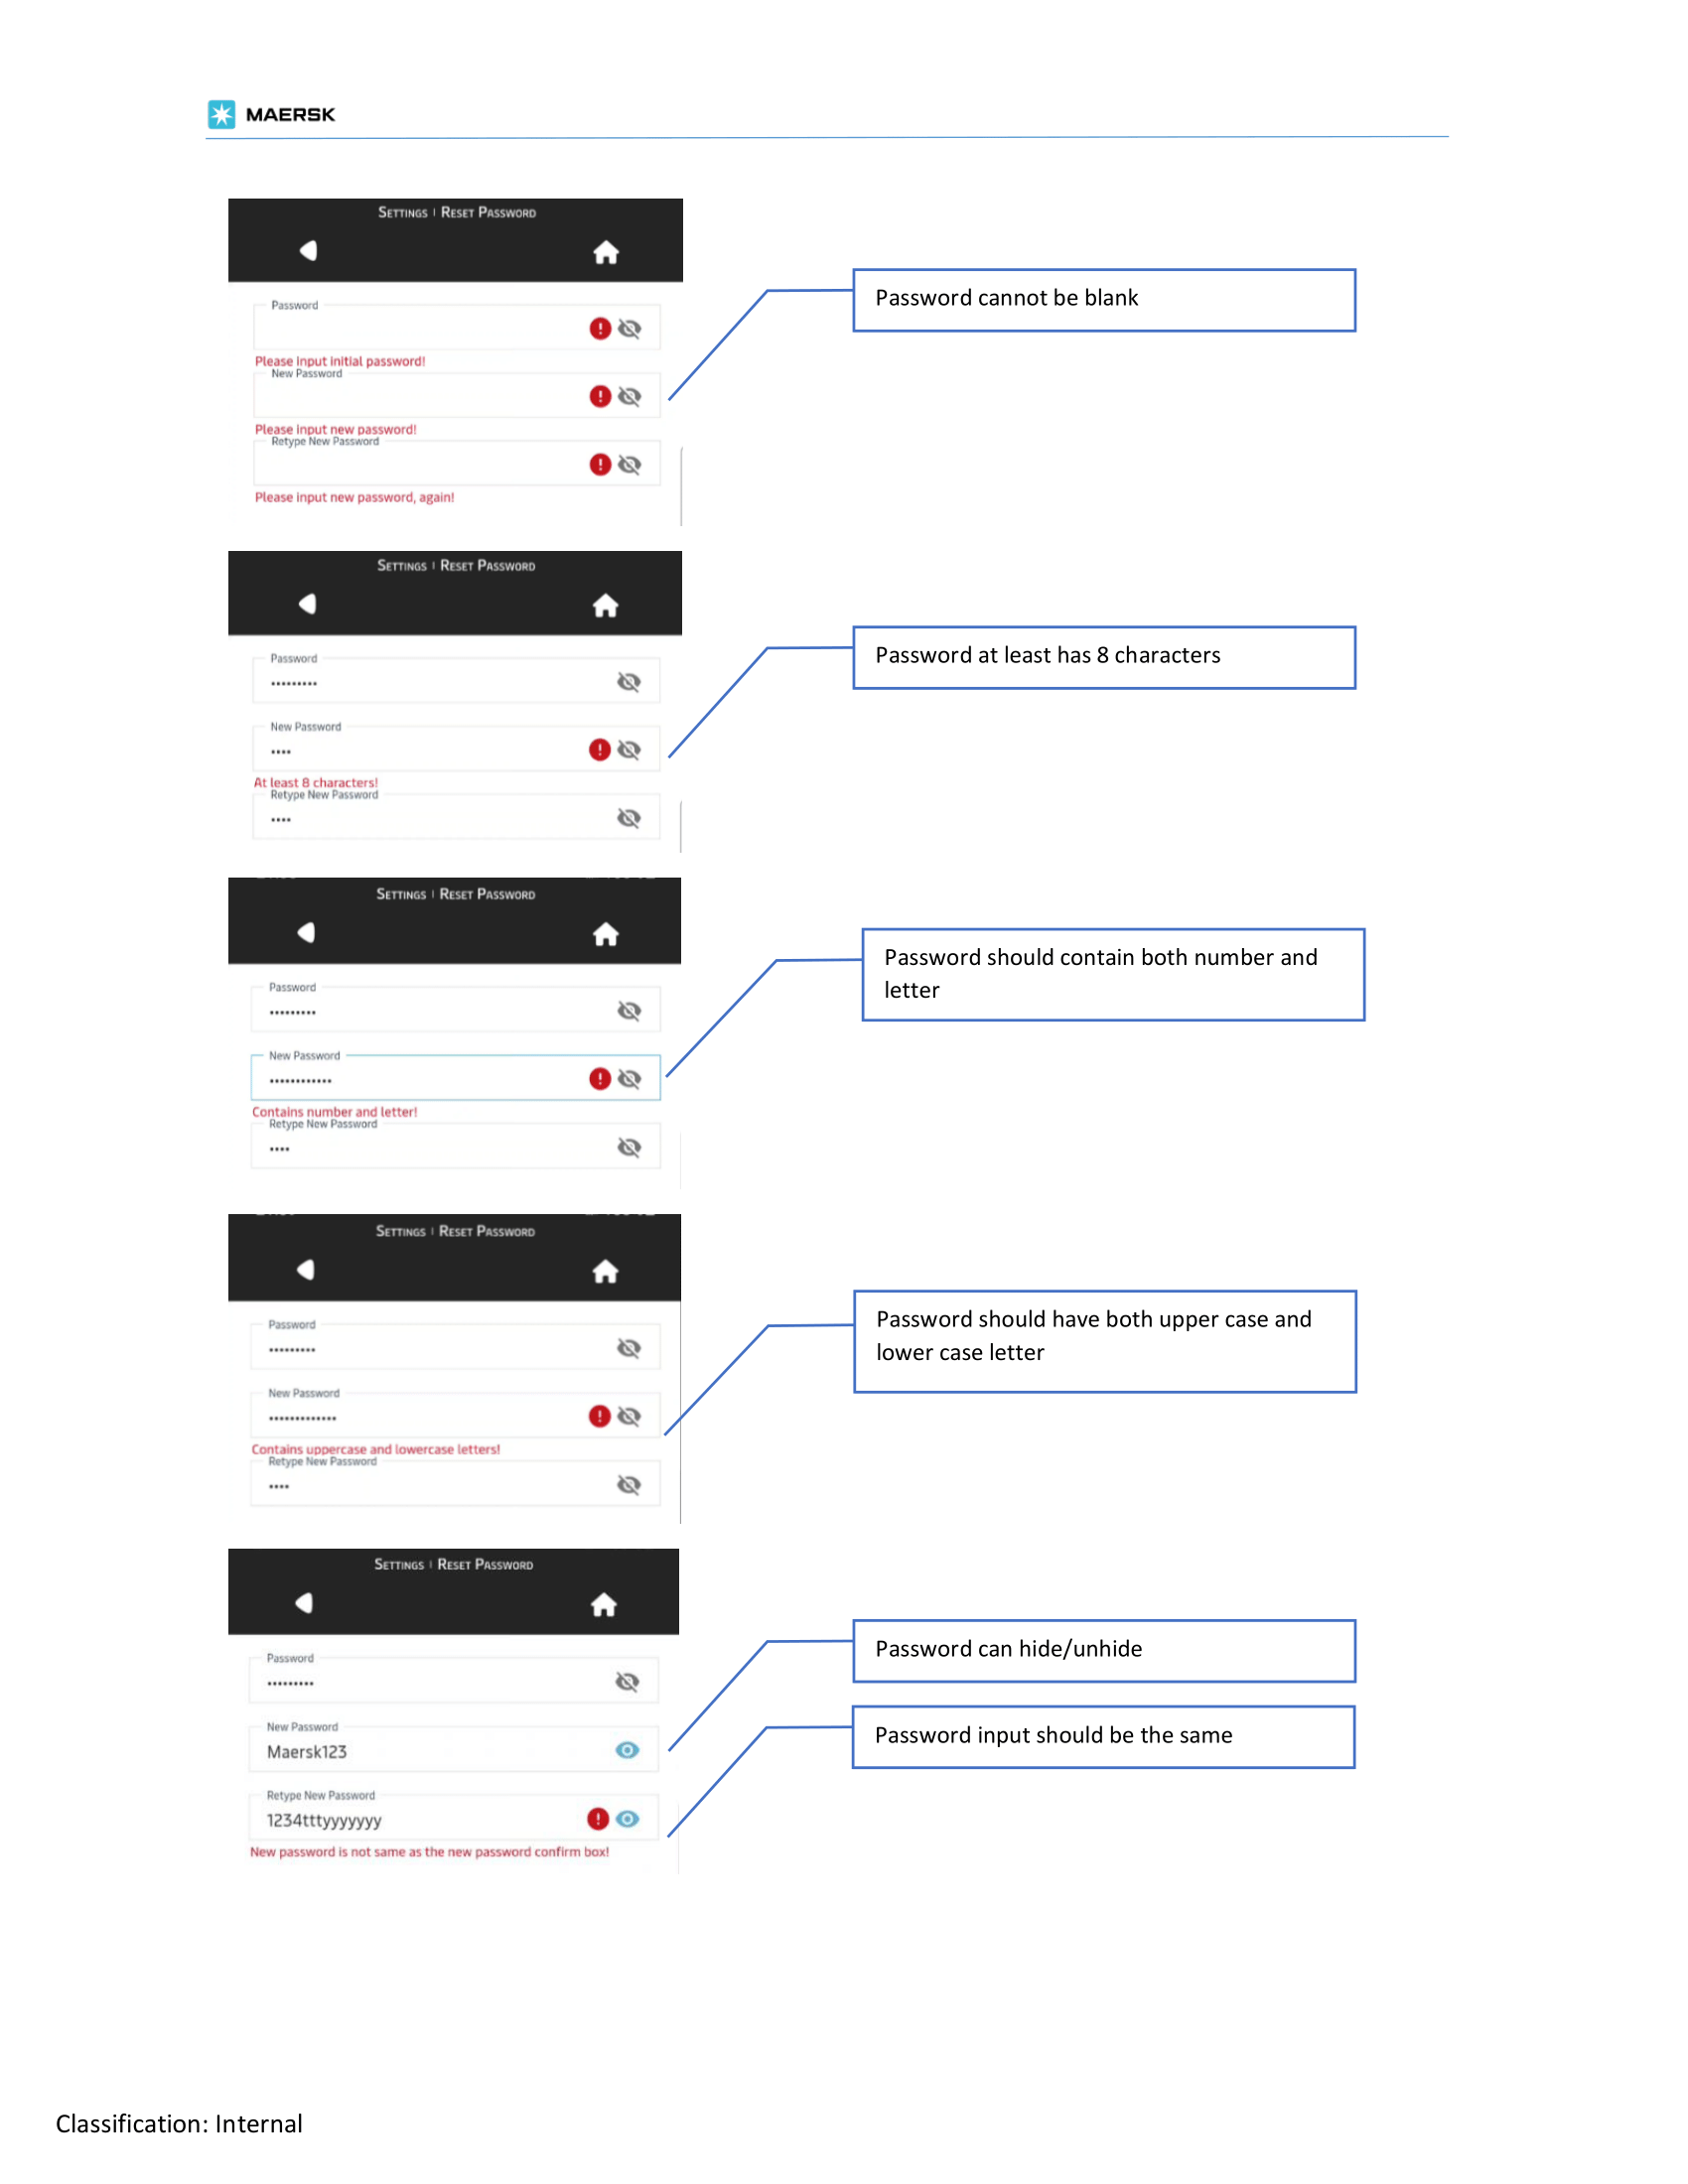 MAERSK
Settings | Reset Password
Password
Please input initial password!
New Password
Please input new password!
Retype New Password
Please input new password, again!
Password cannot be blank
Settings | Reset Password
Password
•••••••••
New Password
••••
At least 8 characters!
Retype New Password
••••
Password at least has 8 characters
Settings | Reset Password
Password
•••••••••
New Password
••••••••••••
Contains number and letter!
Retype New Password
••••
Password should contain both number and
letter
Settings | Reset Password
Password
•••••••••
New Password
•••••••••••••
Contains uppercase and lowercase letters!
Retype New Password
••••
Password should have both upper case and
lower case letter
Settings | Reset Password
Password
•••••••••
New Password
Maersk123
Retype New Password
1234tttyyyyyyy
New password is not same as the new password confirm box!
Password can hide/unhide
Password input should be the same
Classification: Internal